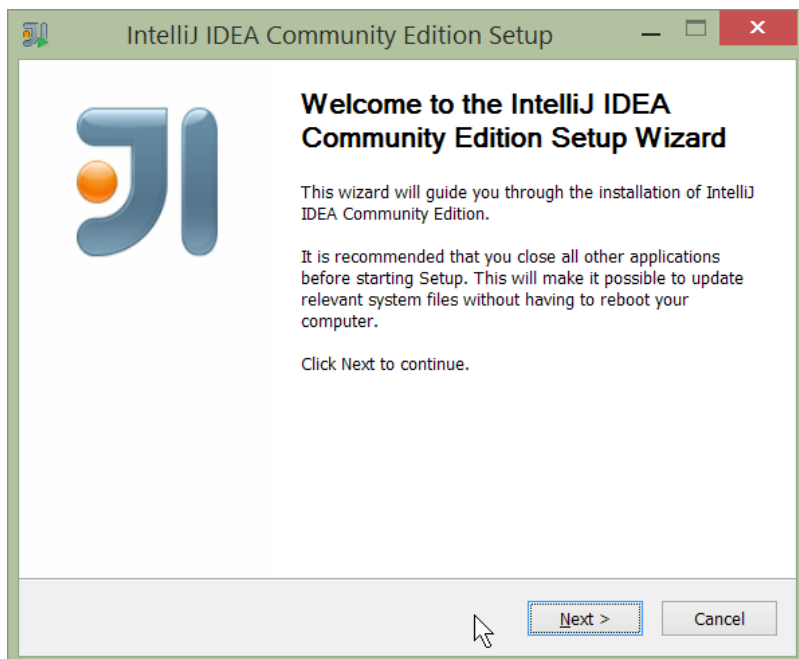 IntelliJ IDEA Community Edition Setup
Welcome to the IntelliJ IDEA
Community Edition Setup Wizard
This wizard will guide you through the installation of IntelliJ
IDEA Community Edition.
It is recommended that you close all other applications
before starting Setup. This will make it possible to update
relevant system files without having to reboot your
computer.
Click Next to continue.
Next >
Cancel